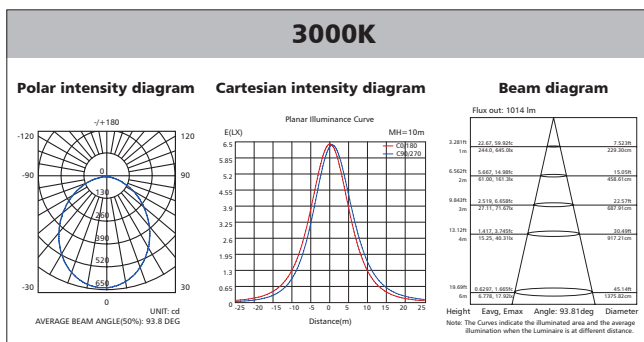 3000K
Polar intensity diagram
Cartesian intensity diagram
Beam diagram
-/+180
-120
120
-90
90
0
130
260
390
520
650
-30
30
0
UNIT: cd
AVERAGE BEAM ANGLE(50%): 93.8 DEG
Planar Illuminance Curve
E(LX)
MH=10m
C0/180
C90/270
6.5
5.85
5.2
4.55
3.9
3.25
2.6
1.95
1.3
0.65
-25 -20 -15 -10 -5 0 5 10 15 20 25
Distance(m)
Flux out: 1014 lm
3.281ft 22.67, 59.92fc 7.523ft
1m 244.0, 645.0lx 229.30cm
6.562ft 5.667, 14.98fc 15.05ft
2m 61.00, 161.3lx 458.61cm
9.843ft 2.519, 6.658fc 22.57ft
3m 27.11, 71.67lx 687.91cm
13.12ft 1.417, 3.745fc 30.49ft
4m 15.25, 40.31lx 917.21cm
19.69ft 0.6297, 1.665fc 45.14ft
6m 6.778, 17.92lx 1375.82cm
Height Eavg, Emax Angle: 93.81deg Diameter
Note: The Curves indicate the illuminated area and the average
illumination when the Luminaire is at different distance.